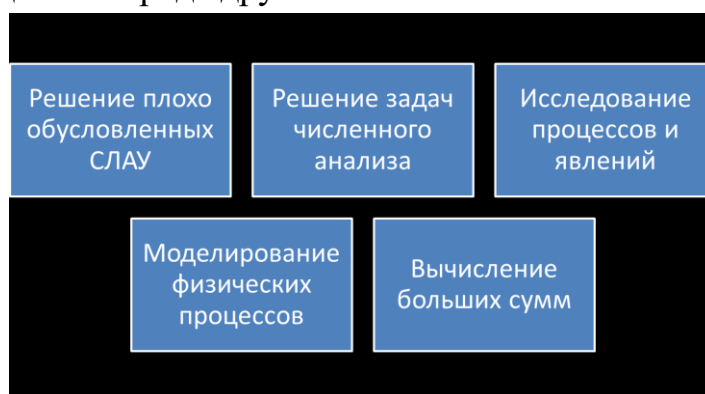 Решение плохо
обусловленных
СЛАУ
Решение задач
численного
анализа
Исследование
процессов и
явлений
Моделирование
физических
процессов
Вычисление
больших сумм